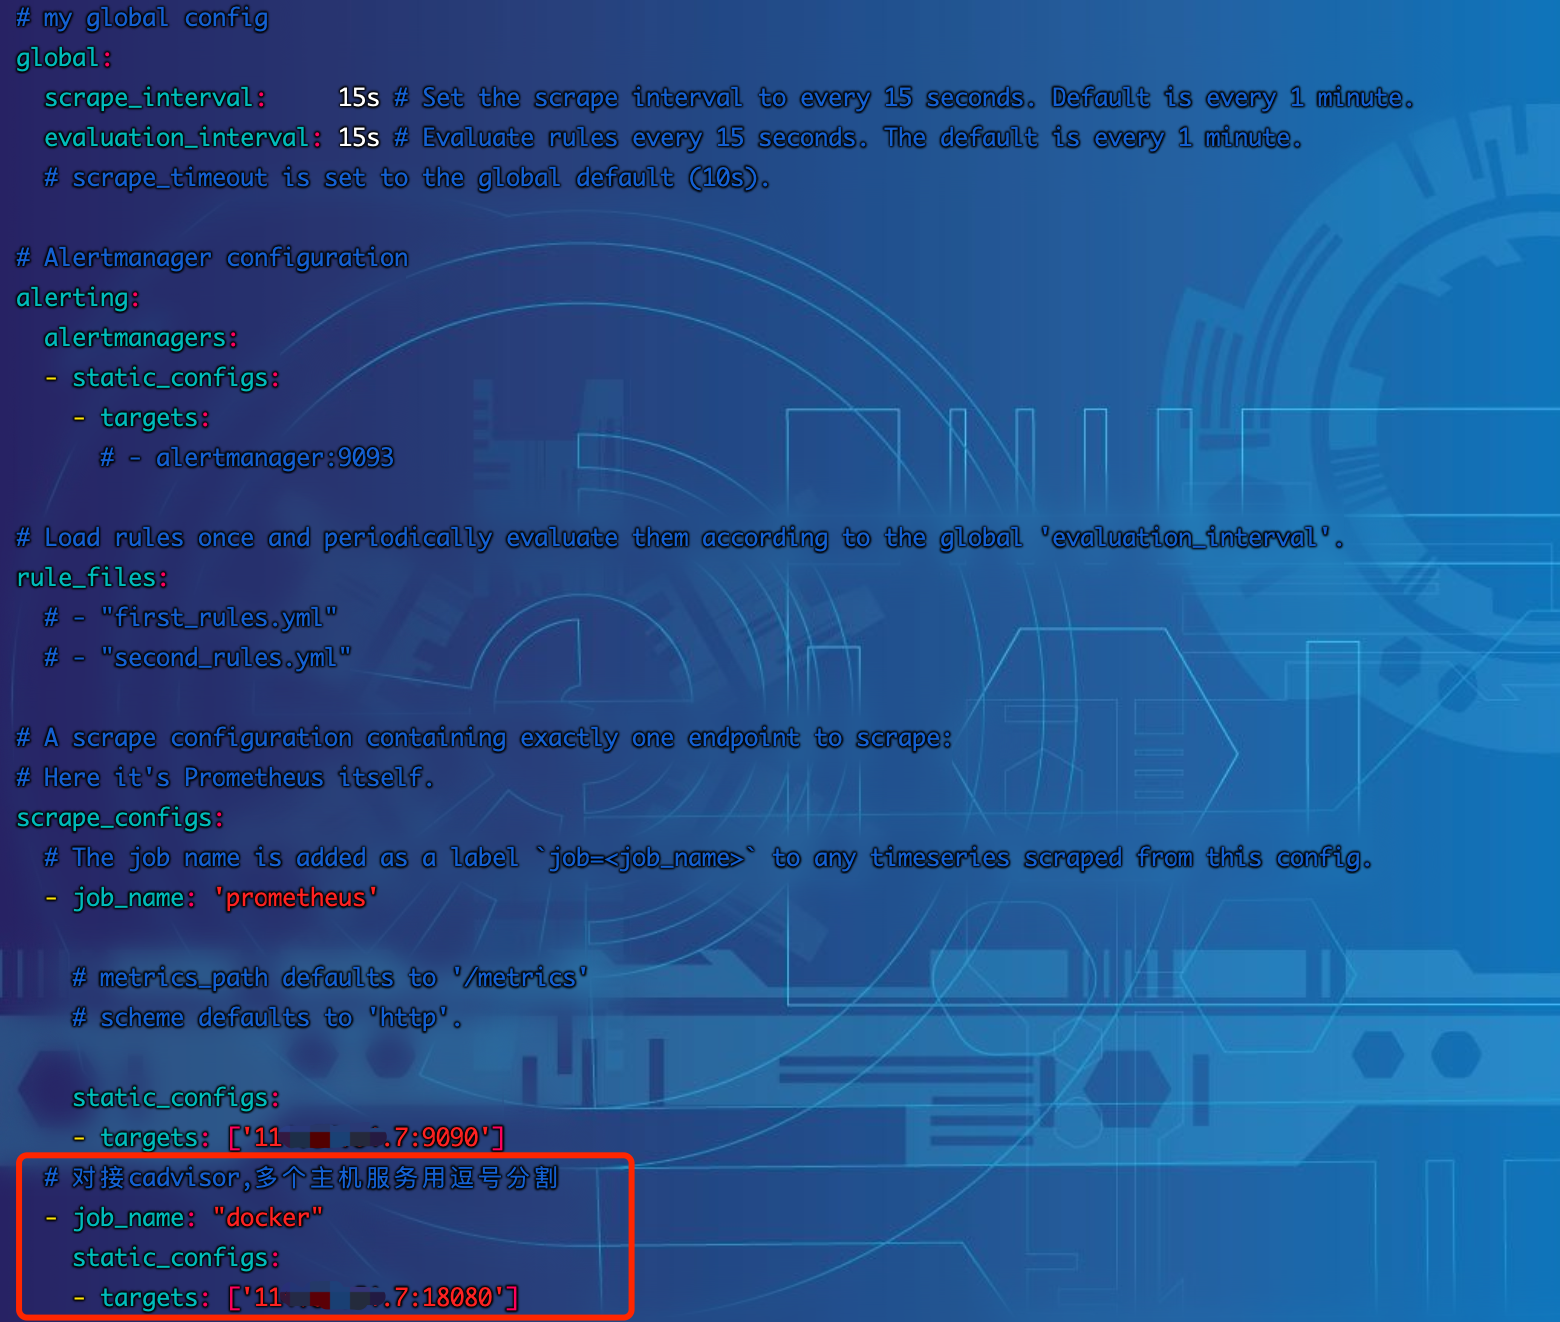 # my global config
global:
  scrape_interval:     15s # Set the scrape interval to every 15 seconds. Default is every 1 minute.
  evaluation_interval: 15s # Evaluate rules every 15 seconds. The default is every 1 minute.
  # scrape_timeout is set to the global default (10s).
# Alertmanager configuration
alerting:
  alertmanagers:
  - static_configs:
    - targets:
      # - alertmanager:9093
# Load rules once and periodically evaluate them according to the global 'evaluation_interval'.
rule_files:
  # - "first_rules.yml"
  # - "second_rules.yml"
# A scrape configuration containing exactly one endpoint to scrape:
# Here it's Prometheus itself.
scrape_configs:
  # The job name is added as a label `job=<job_name>` to any timeseries scraped from this config.
  - job_name: 'prometheus'
    # metrics_path defaults to '/metrics'
    # scheme defaults to 'http'.
    static_configs:
    - targets: ['11 .7:9090']
  # 对接cadvisor,多个主机服务用逗号分割
  - job_name: "docker"
    static_configs:
    - targets: ['11 .7:18080']